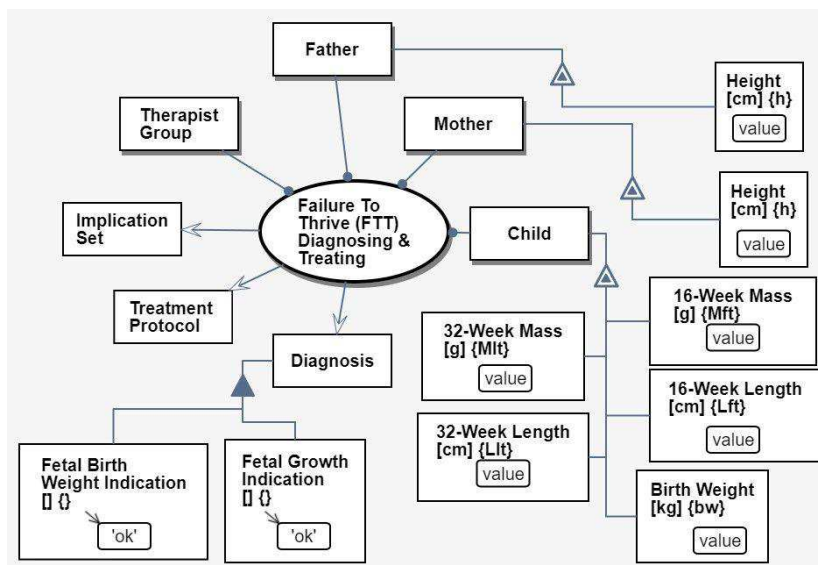 Father
Height
[cm] {h}
value
Therapist
Group
Mother
Height
[cm] {h}
value
Failure To
Thrive (FTT)
Diagnosing &
Treating
Implication
Set
Child
Treatment
Protocol
16-Week Mass
[g] {Mft}
value
32-Week Mass
[g] {Mlt}
value
Diagnosis
16-Week Length
[cm] {Lft}
value
32-Week Length
[cm] {Llt}
value
Fetal Birth
Weight Indication
[] {}
'ok'
Fetal Growth
Indication
[] {}
'ok'
Birth Weight
[kg] {bw}
value